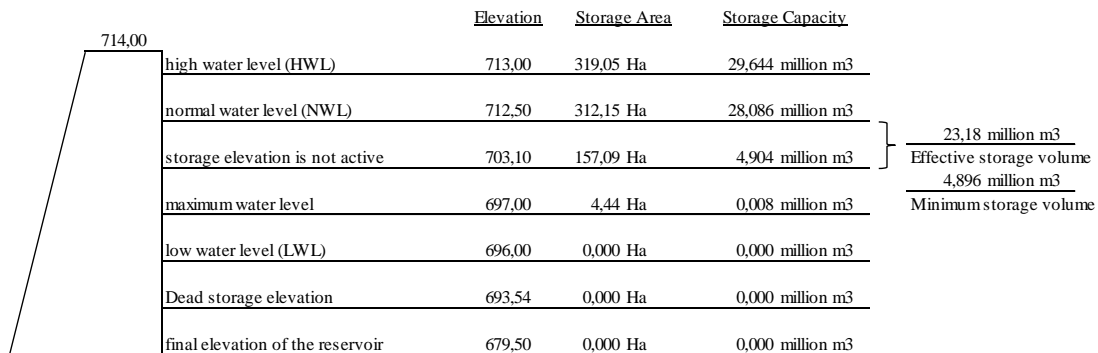 Elevation Storage Area Storage Capacity
714,00
high water level (HWL) 713,00 319,05 Ha 29,644 million m3
normal water level (NWL) 712,50 312,15 Ha 28,086 million m3
23,18 million m3
storage elevation is not active 703,10 157,09 Ha 4,904 million m3
Effective storage volume
4,896 million m3
maximum water level 697,00 4,44 Ha 0,008 million m3
Minimum storage volume
low water level (LWL) 696,00 0,000 Ha 0,000 million m3
Dead storage elevation 693,54 0,000 Ha 0,000 million m3
final elevation of the reservoir 679,50 0,000 Ha 0,000 million m3